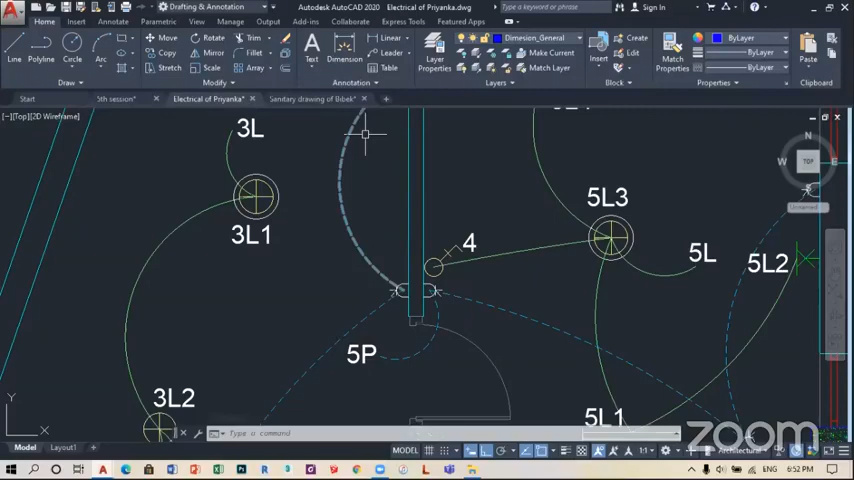 Drafting & Annotation
Autodesk AutoCAD 2020 Electrical of Priyanka.dwg
Type a keyword or phrase
Sign In
Home Insert Annotate Parametric View Manage Output Add-ins Collaborate Express Tools Featured Apps
Line Polyline Circle Arc
Move Rotate Trim
Copy Mirror Fillet
Stretch Scale Array
Text Dimension
Linear
Leader
Table
Layer Properties
Dimesion_General
Make Current
Match Layer
Insert
Create
Edit
Match Properties
ByLayer
ByLayer
ByLayer
Paste
Draw Modify Annotation Layers Block Properties Clipboard
Start 5th session* Electrical of Priyanka* Sanitary drawing of Bibek*
[−][Top][2D Wireframe]
N
W TOP E
Unnamed
3L
3L1
5L3
4
5L
5L2
5P
3L2
5L1
Y
X
Type a command
zoom
Model Layout1
MODEL
1:1
Architectural
ENG 6:52 PM